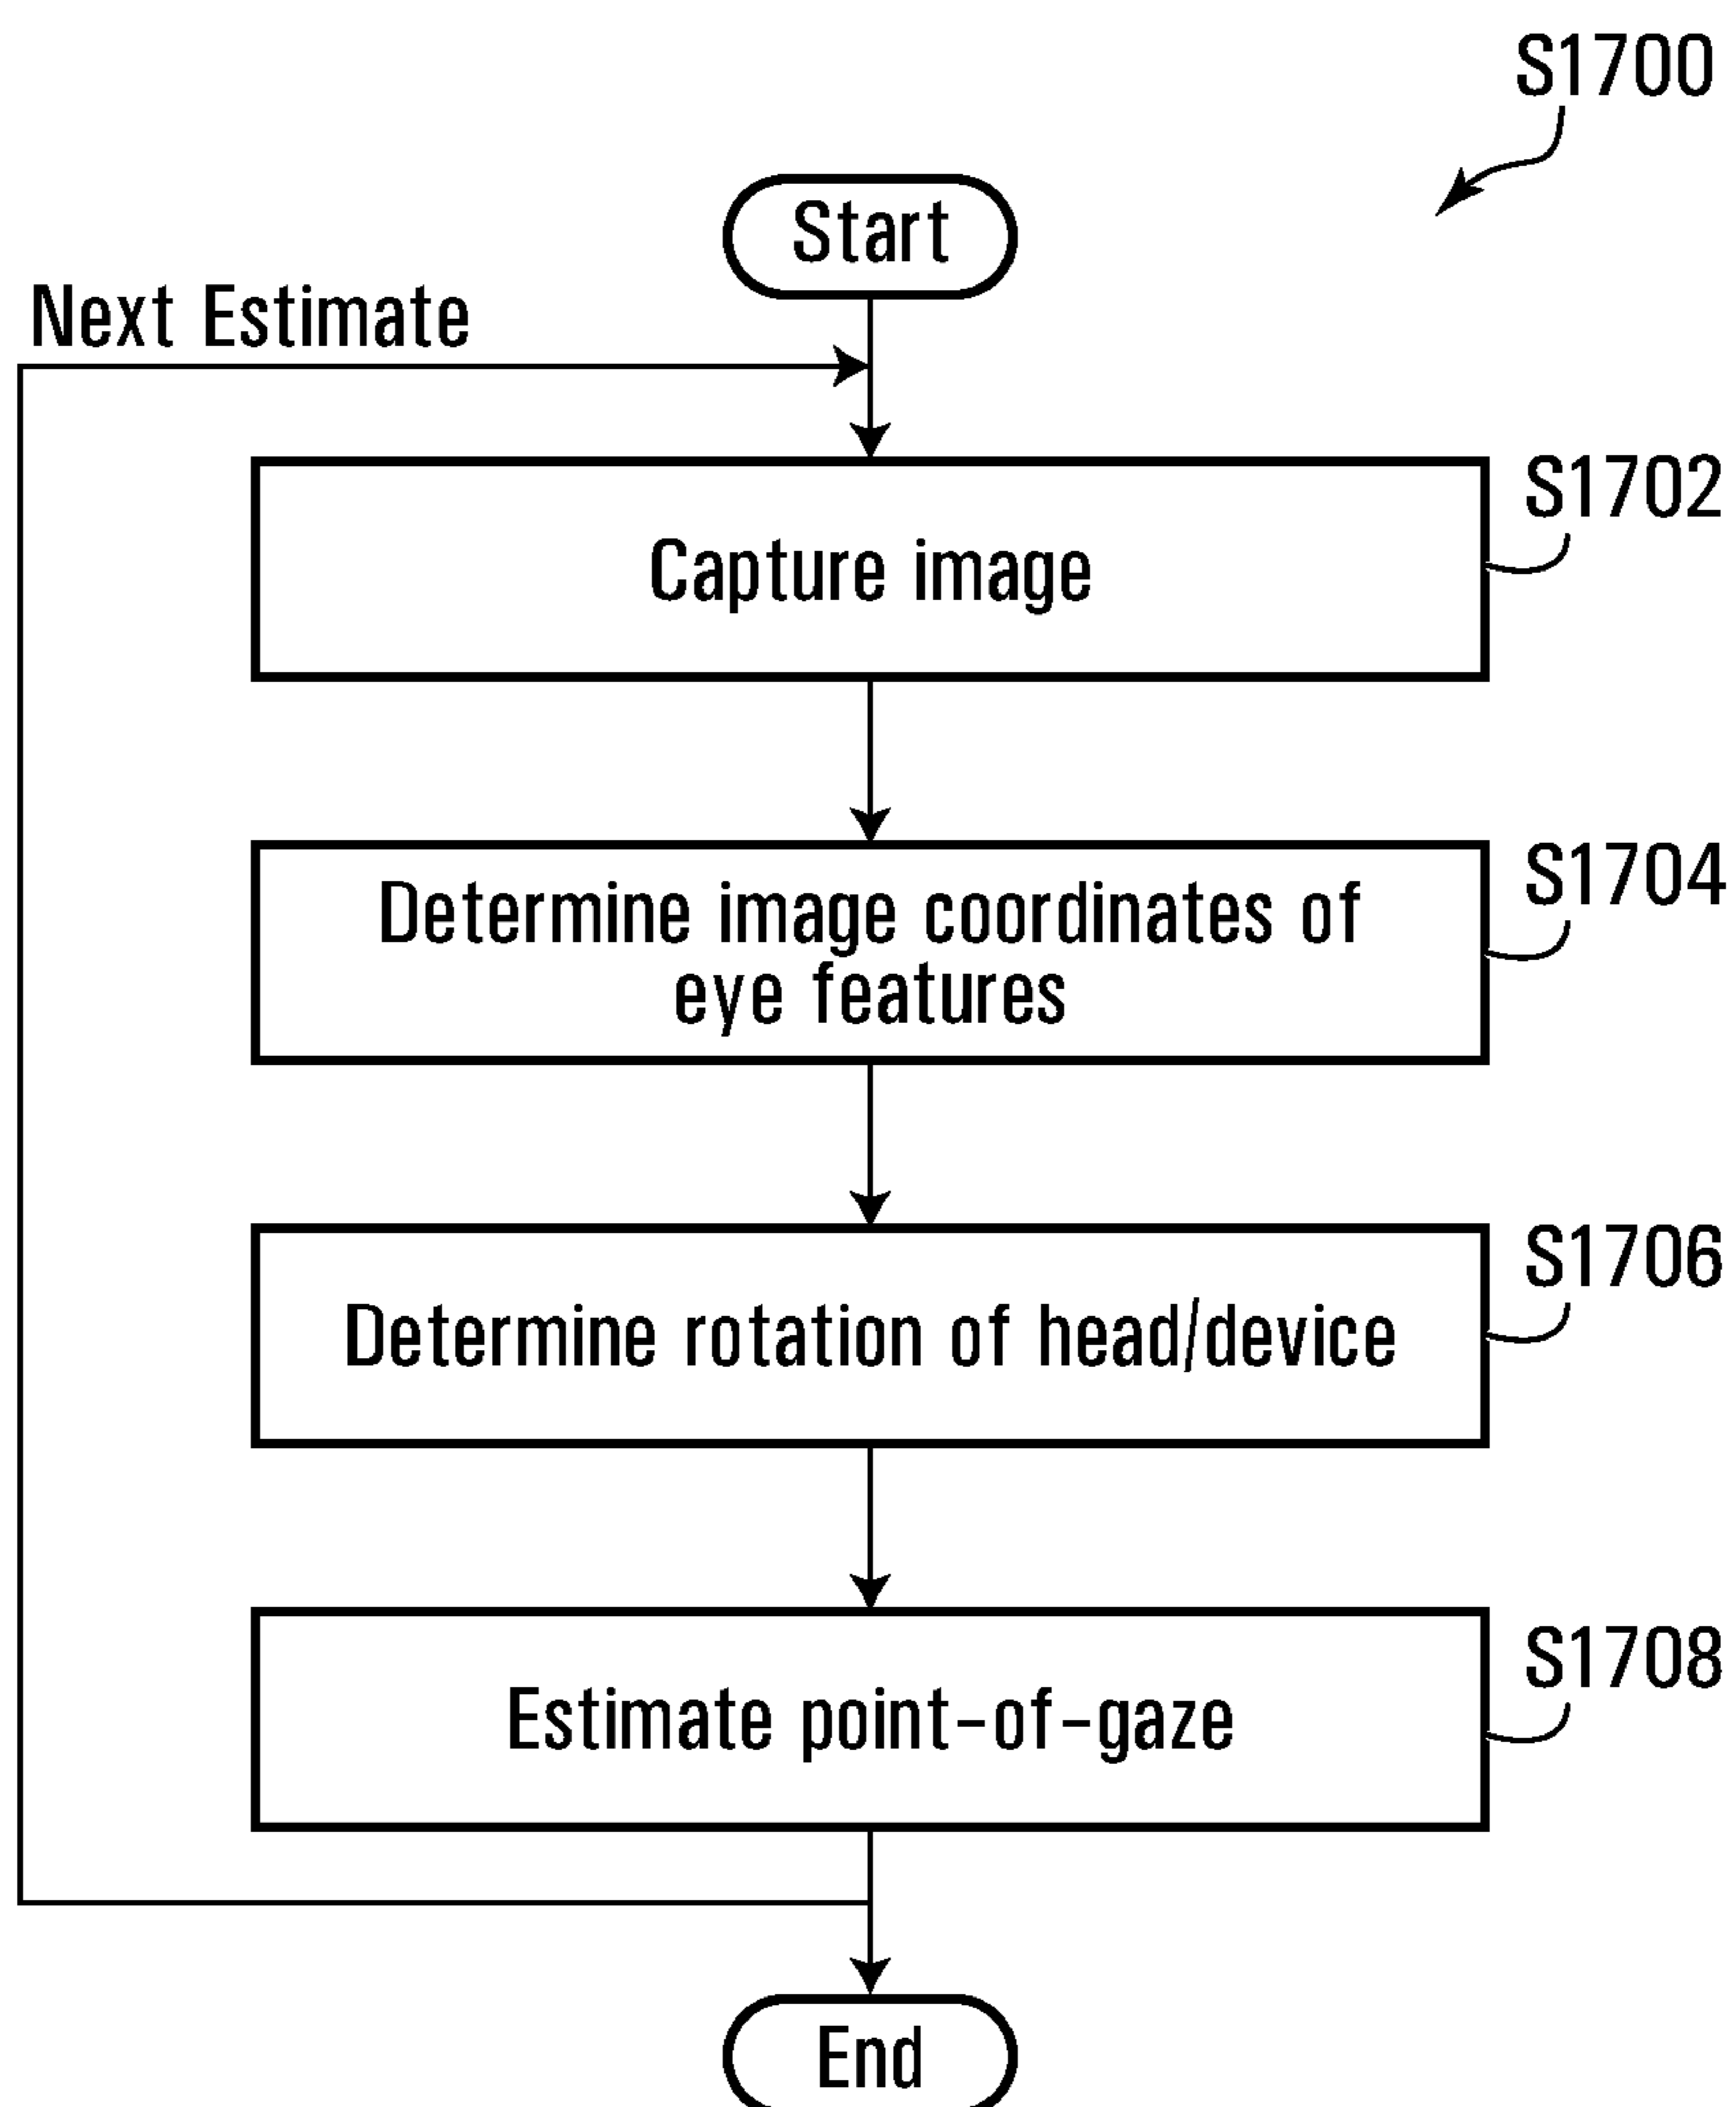 S1700
Start
Next Estimate
S1702
Capture image
S1704
Determine image coordinates of
eye features
S1706
Determine rotation of head/device
S1708
Estimate point-of-gaze
End